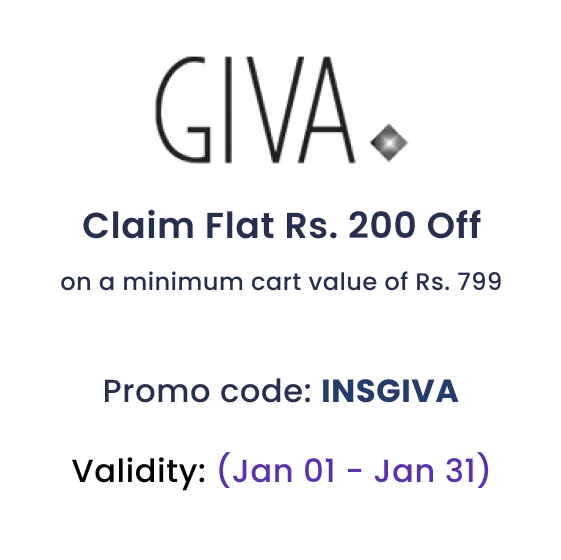 GIVA
Claim Flat Rs. 200 Off
on a minimum cart value of Rs. 799
Promo code: INSGIVA
Validity: (Jan 01 - Jan 31)